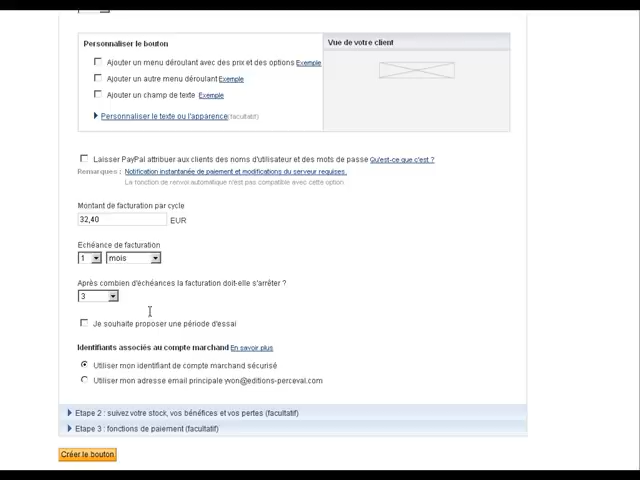 Personnaliser le bouton
Vue de votre client
Ajouter un menu déroulant avec des prix et des options Exemple
Ajouter un autre menu déroulant Exemple
Ajouter un champ de texte Exemple
Personnaliser le texte ou l'apparence(facultatif)
Laisser PayPal attribuer aux clients des noms d'utilisateur et des mots de passe Qu'est-ce que c'est ?
Remarques : Notification instantanée de paiement et modifications du serveur requises.
La fonction de renvoi automatique n'est pas compatible avec cette option.
Montant de facturation par cycle
32,40 EUR
Echéance de facturation
1 mois
Après combien d'échéances la facturation doit-elle s'arrêter ?
3
Je souhaite proposer une période d'essai
Identifiants associés au compte marchand En savoir plus
Utiliser mon identifiant de compte marchand sécurisé
Utiliser mon adresse email principale yvon@editions-perceval.com
Etape 2 : suivez votre stock, vos bénéfices et vos pertes (facultatif)
Etape 3 : fonctions de paiement (facultatif)
Créer le bouton